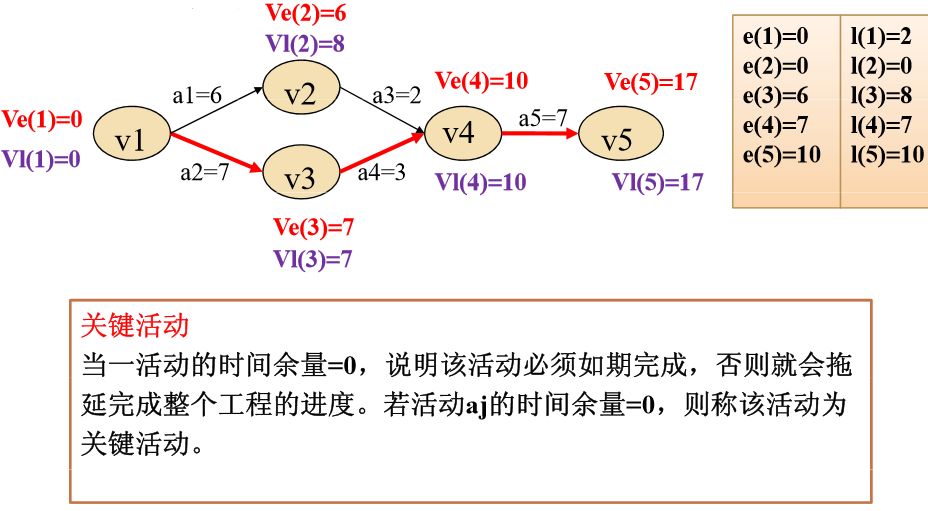 Ve(2)=6
Vl(2)=8
a1=6
v2
a3=2
Ve(4)=10
Ve(5)=17
Ve(1)=0
v1
v4
a5=7
v5
Vl(1)=0
a2=7
v3
a4=3
Vl(4)=10
Vl(5)=17
Ve(3)=7
Vl(3)=7
e(1)=0 l(1)=2
e(2)=0 l(2)=0
e(3)=6 l(3)=8
e(4)=7 l(4)=7
e(5)=10 l(5)=10
关键活动
当一活动的时间余量=0，说明该活动必须如期完成，否则就会拖
延完成整个工程的进度。若活动aj的时间余量=0，则称该活动为
关键活动。